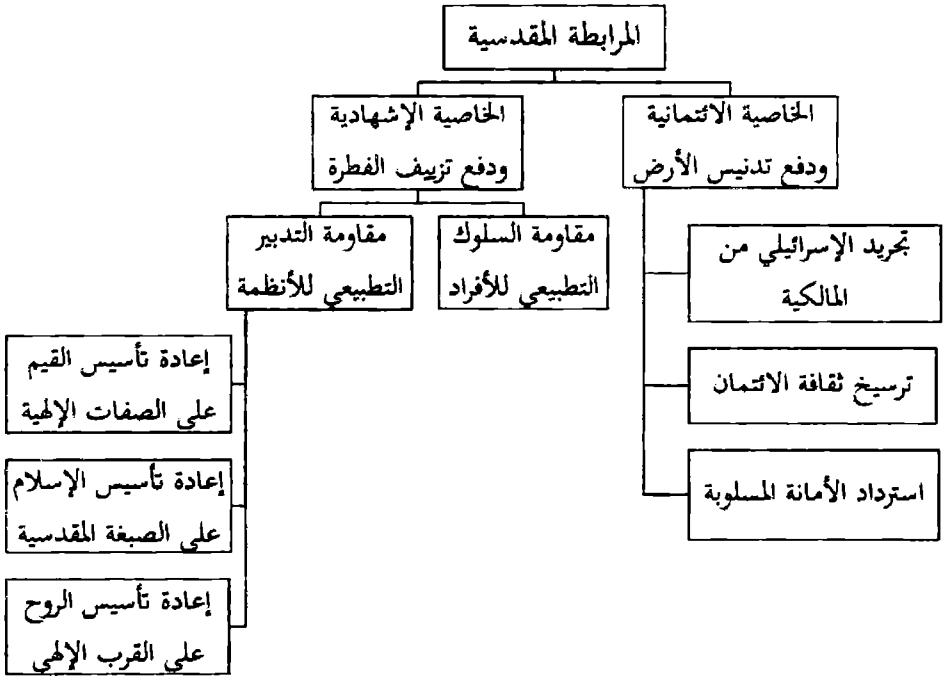 المرابطة المقدسية
الخاصية الائتمانية
ودفع تدنيس الأرض
الخاصية الإشهادية
ودفع تزييف الفطرة
تجريد الإسرائيلي من
المالكية
ترسيخ ثقافة الائتمان
استرداد الأمانة المسلوبة
مقاومة السلوك
التطبيعي للأفراد
مقاومة التدبير
التطبيعي للأنظمة
إعادة تأسيس القيم
على الصفات الإلهية
إعادة تأسيس الإسلام
على الصبغة المقدسية
إعادة تأسيس الروح
على القرب الإلهي